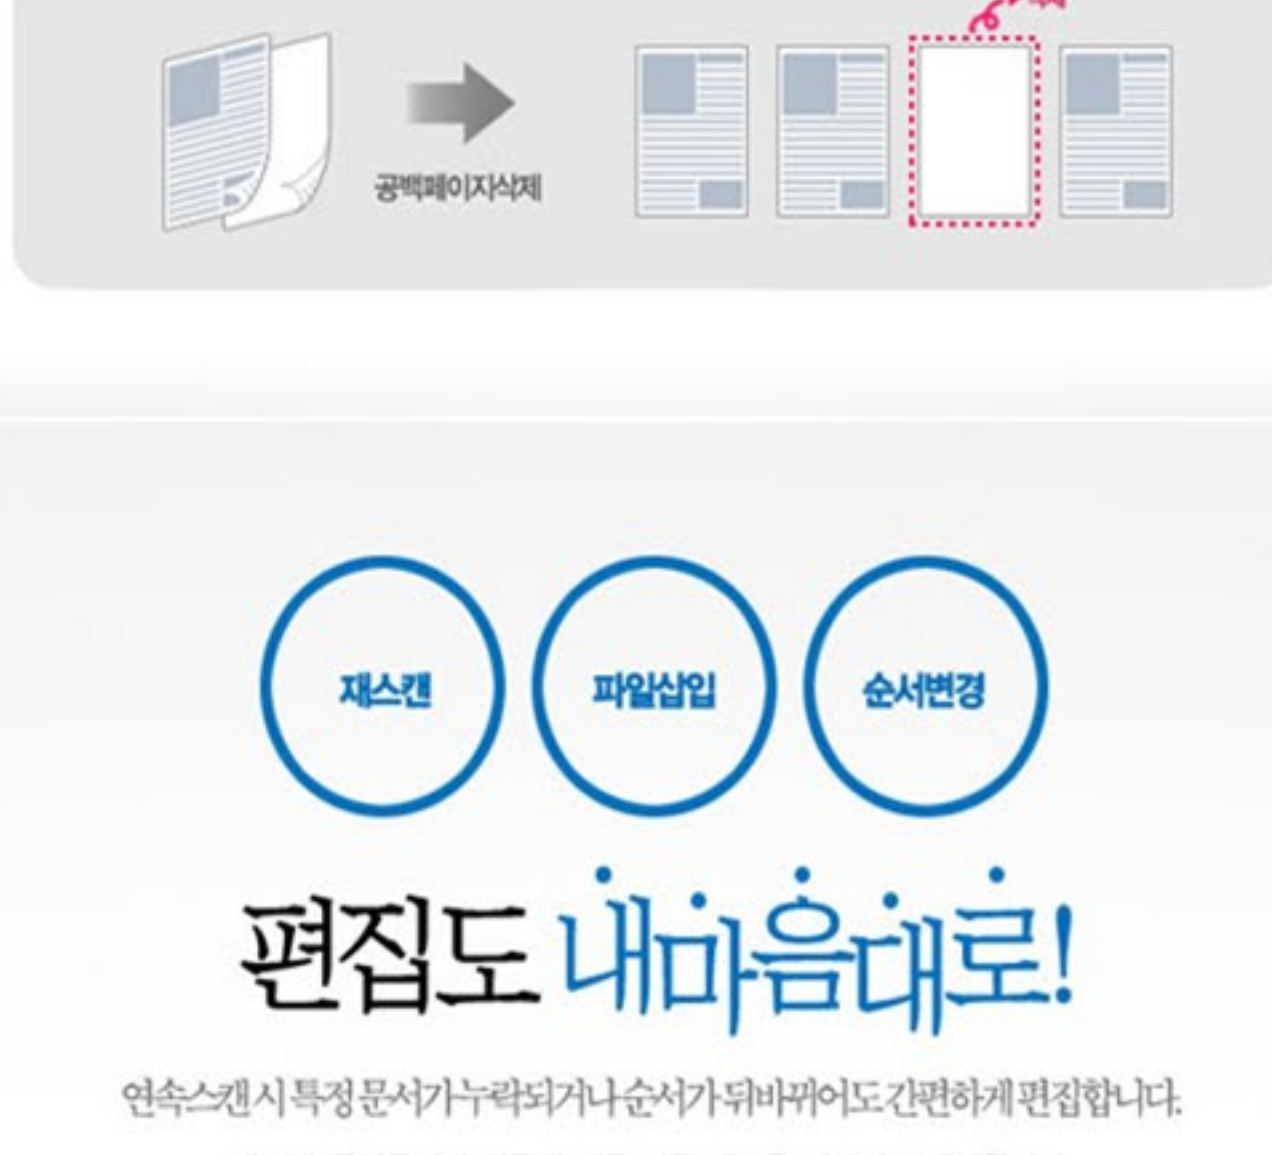 공백페이지삭제
재스캔
파일삽입
순서변경
편집도 내마음대로!
연속스캔 시 특정 문서가 누락되거나 순서가 뒤바뀌어도 간편하게 편집합니다.